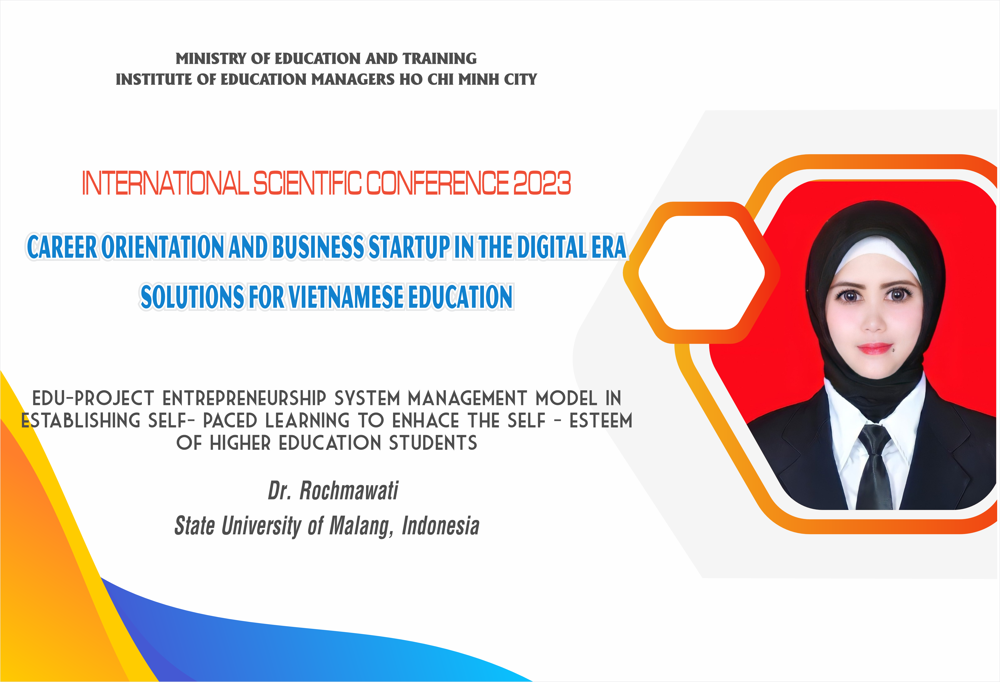 MINISTRY OF EDUCATION AND TRAINING
INSTITUTE OF EDUCATION MANAGERS HO CHI MINH CITY
INTERNATIONAL SCIENTIFIC CONFERENCE 2023
CAREER ORIENTATION AND BUSINESS STARTUP IN THE DIGITAL ERA
SOLUTIONS FOR VIETNAMESE EDUCATION
EDU-PROJECT ENTREPRENEURSHIP SYSTEM MANAGEMENT MODEL IN
ESTABLISHING SELF- PACED LEARNING TO ENHACE THE SELF - ESTEEM
OF HIGHER EDUCATION STUDENTS
Dr. Rochmawati
State University of Malang, Indonesia